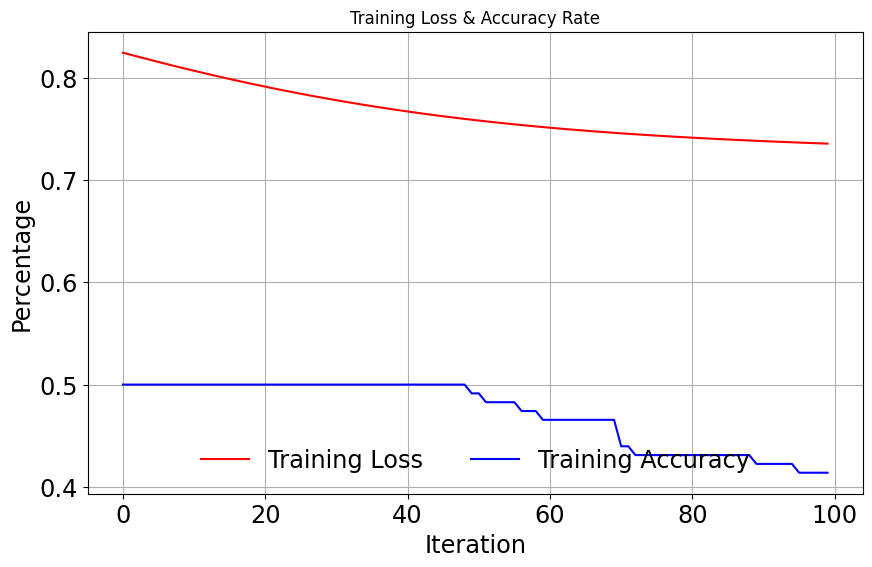 Training Loss & Accuracy Rate
0.8
0.7
0.6
0.5
0.4
Percentage
Training Loss Training Accuracy
0 20 40 60 80 100
Iteration